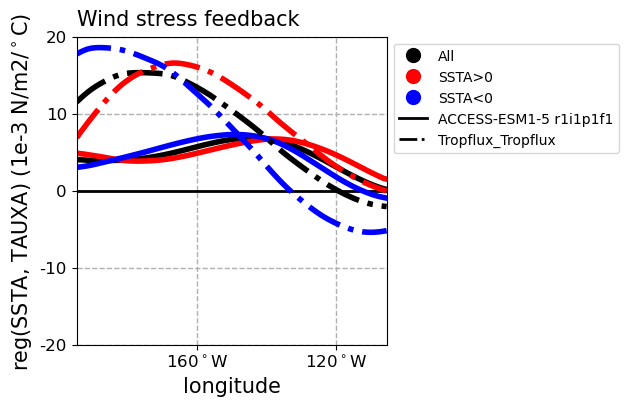 Wind stress feedback
reg(SSTA, TAUXA) (1e-3 N/m2/°C)
20
10
0
-10
-20
160°W
120°W
longitude
All
SSTA>0
SSTA<0
ACCESS-ESM1-5 r1i1p1f1
Tropflux_Tropflux